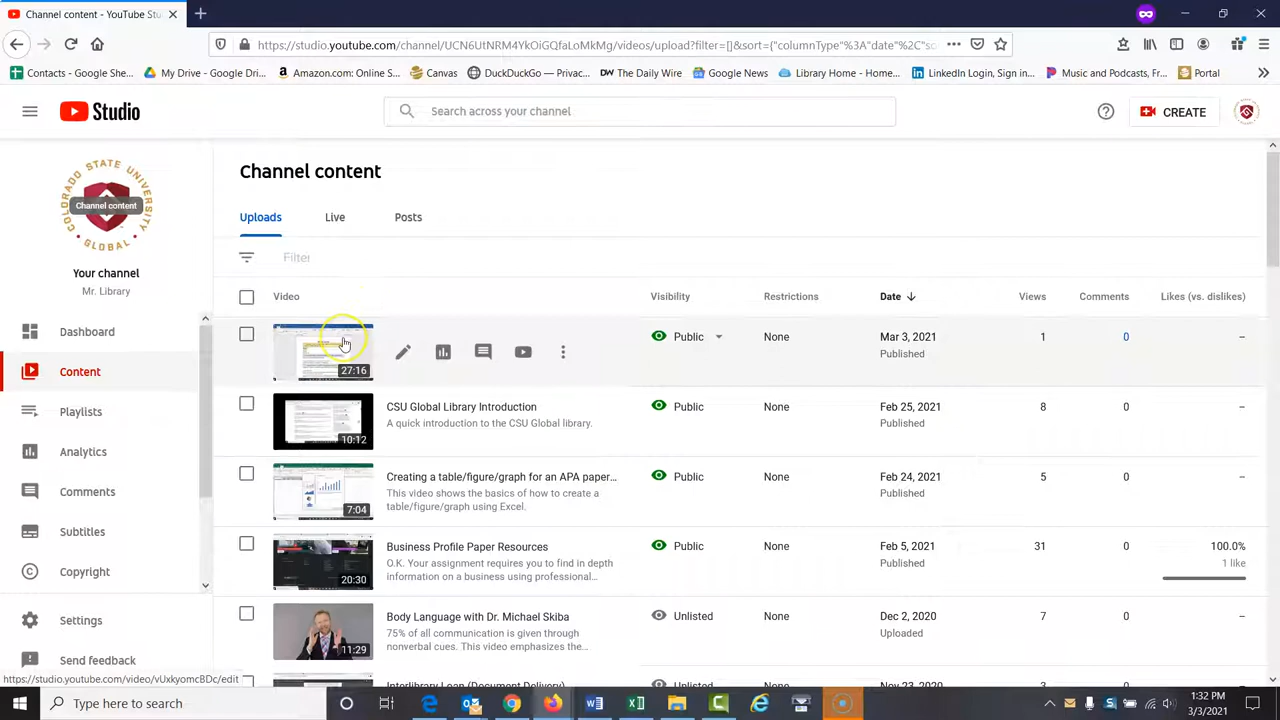 Channel content - YouTube Stu
https://studio.youtube.com/channel/UCN6UtNRM4YkOiGQfaLoMkMg/videos/upload?filter=[]&sort={"columnType"%3A"date"%2C"sc
Contacts - Google She...
My Drive - Google Dri...
Amazon.com: Online S...
Canva
DuckDuckGo — Privac...
DW The Daily Wire
Google News
Library Home - Home...
LinkedIn Login, Sign in...
Music and Podcasts, Fr...
Portal
Studio
Search across your channel
CREATE
COLORADO STATE UNIVERSITY
GLOBAL
Channel content
Your channel
Mr. Library
Dashboard
Content
Playlists
Analytics
Comments
Subtitles
Copyright
Settings
Send feedback
Channel content
Uploads
Live
Posts
Filter
Video
Visibility
Restrictions
Date
Views
Comments
Likes (vs. dislikes)
27:16
Public
None
Mar 3, 2021
Published
1
0
–
10:12
CSU Global Library Introduction
A quick introduction to the CSU Global library.
Public
None
Feb 25, 2021
Published
8
0
–
7:04
Creating a table/figure/graph for an APA paper...
This video shows the basics of how to create a
table/figure/graph using Excel.
Public
None
Feb 24, 2021
Published
5
0
–
20:30
Business Profile Paper Resources
O.K. Your assignment requires you to find in depth
information on a business using professional...
Public
None
Feb 5, 2021
Published
31
0
100.0%
1 like
11:29
Body Language with Dr. Michael Skiba
75% of all communication is given through
nonverbal cues. This video emphasizes the...
Unlisted
None
Dec 2, 2020
Uploaded
7
0
–
Type here to search
1:32 PM
3/3/2021